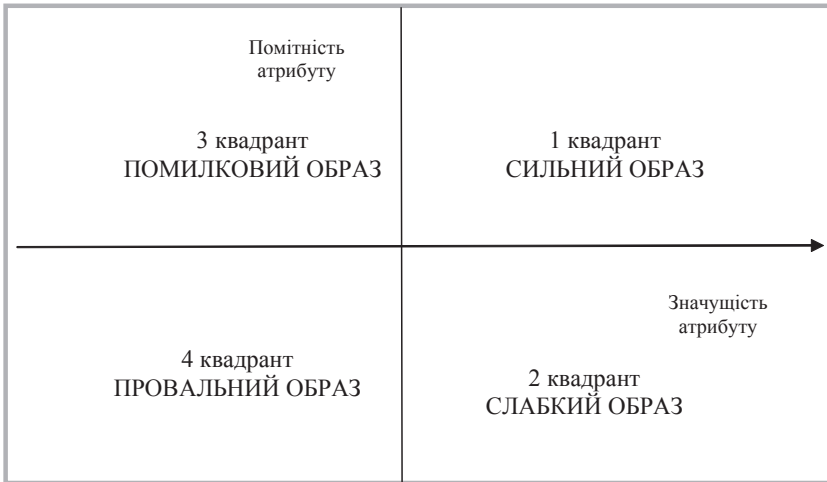 Помітність
атрибуту
3 квадрант
ПОМИЛКОВИЙ ОБРАЗ
1 квадрант
СИЛЬНИЙ ОБРАЗ
Значущість
атрибуту
4 квадрант
ПРОВАЛЬНИЙ ОБРАЗ
2 квадрант
СЛАБКИЙ ОБРАЗ